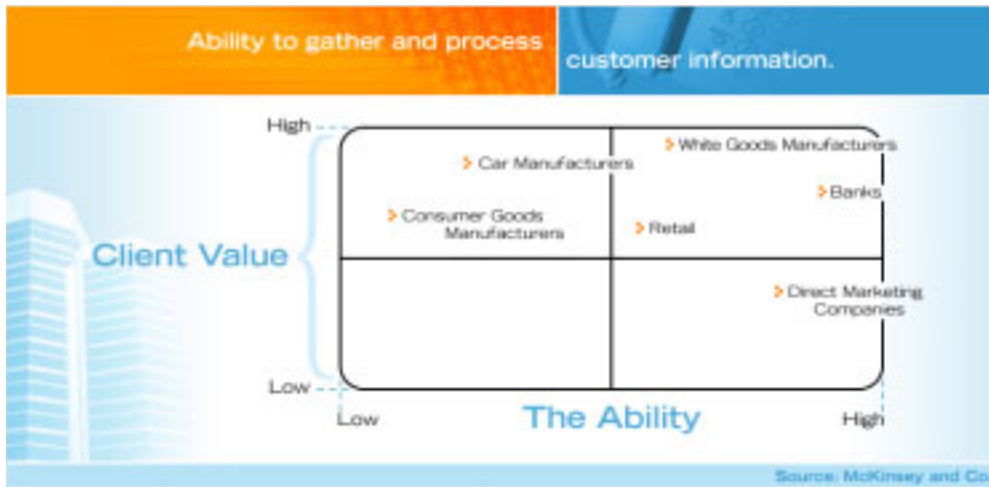 Ability to gather and process
customer information.
High
White Goods Manufacturers
Car Manufacturers
Banks
Consumer Goods
Manufacturers
Retail
Client Value
Direct Marketing
Companies
Low
Low
The Ability
High
Source: McKinsey and Co